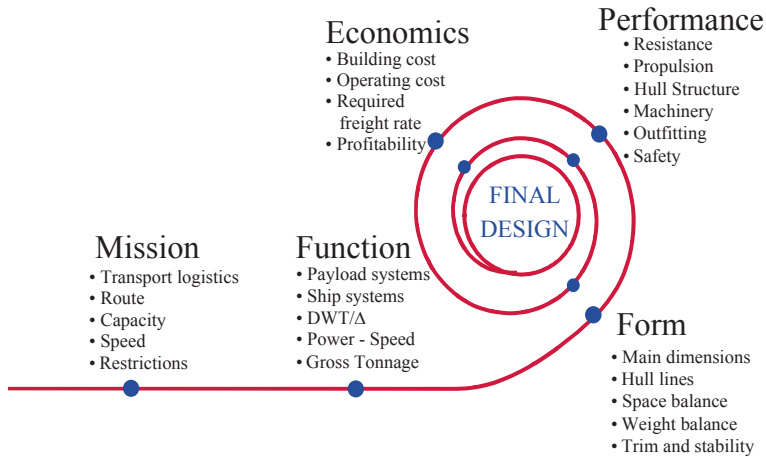 Economics
• Building cost
• Operating cost
• Required
freight rate
• Profitability
Performance
• Resistance
• Propulsion
• Hull Structure
• Machinery
• Outfitting
• Safety
FINAL
DESIGN
Mission
• Transport logistics
• Route
• Capacity
• Speed
• Restrictions
Function
• Payload systems
• Ship systems
• DWT/Δ
• Power - Speed
• Gross Tonnage
Form
• Main dimensions
• Hull lines
• Space balance
• Weight balance
• Trim and stability